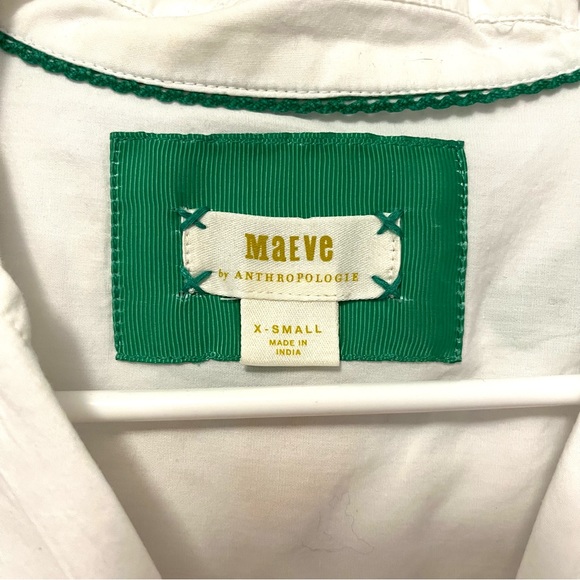 MaEVe
by ANTHROPOLOGIE
X-SMALL
MADE IN
INDIA